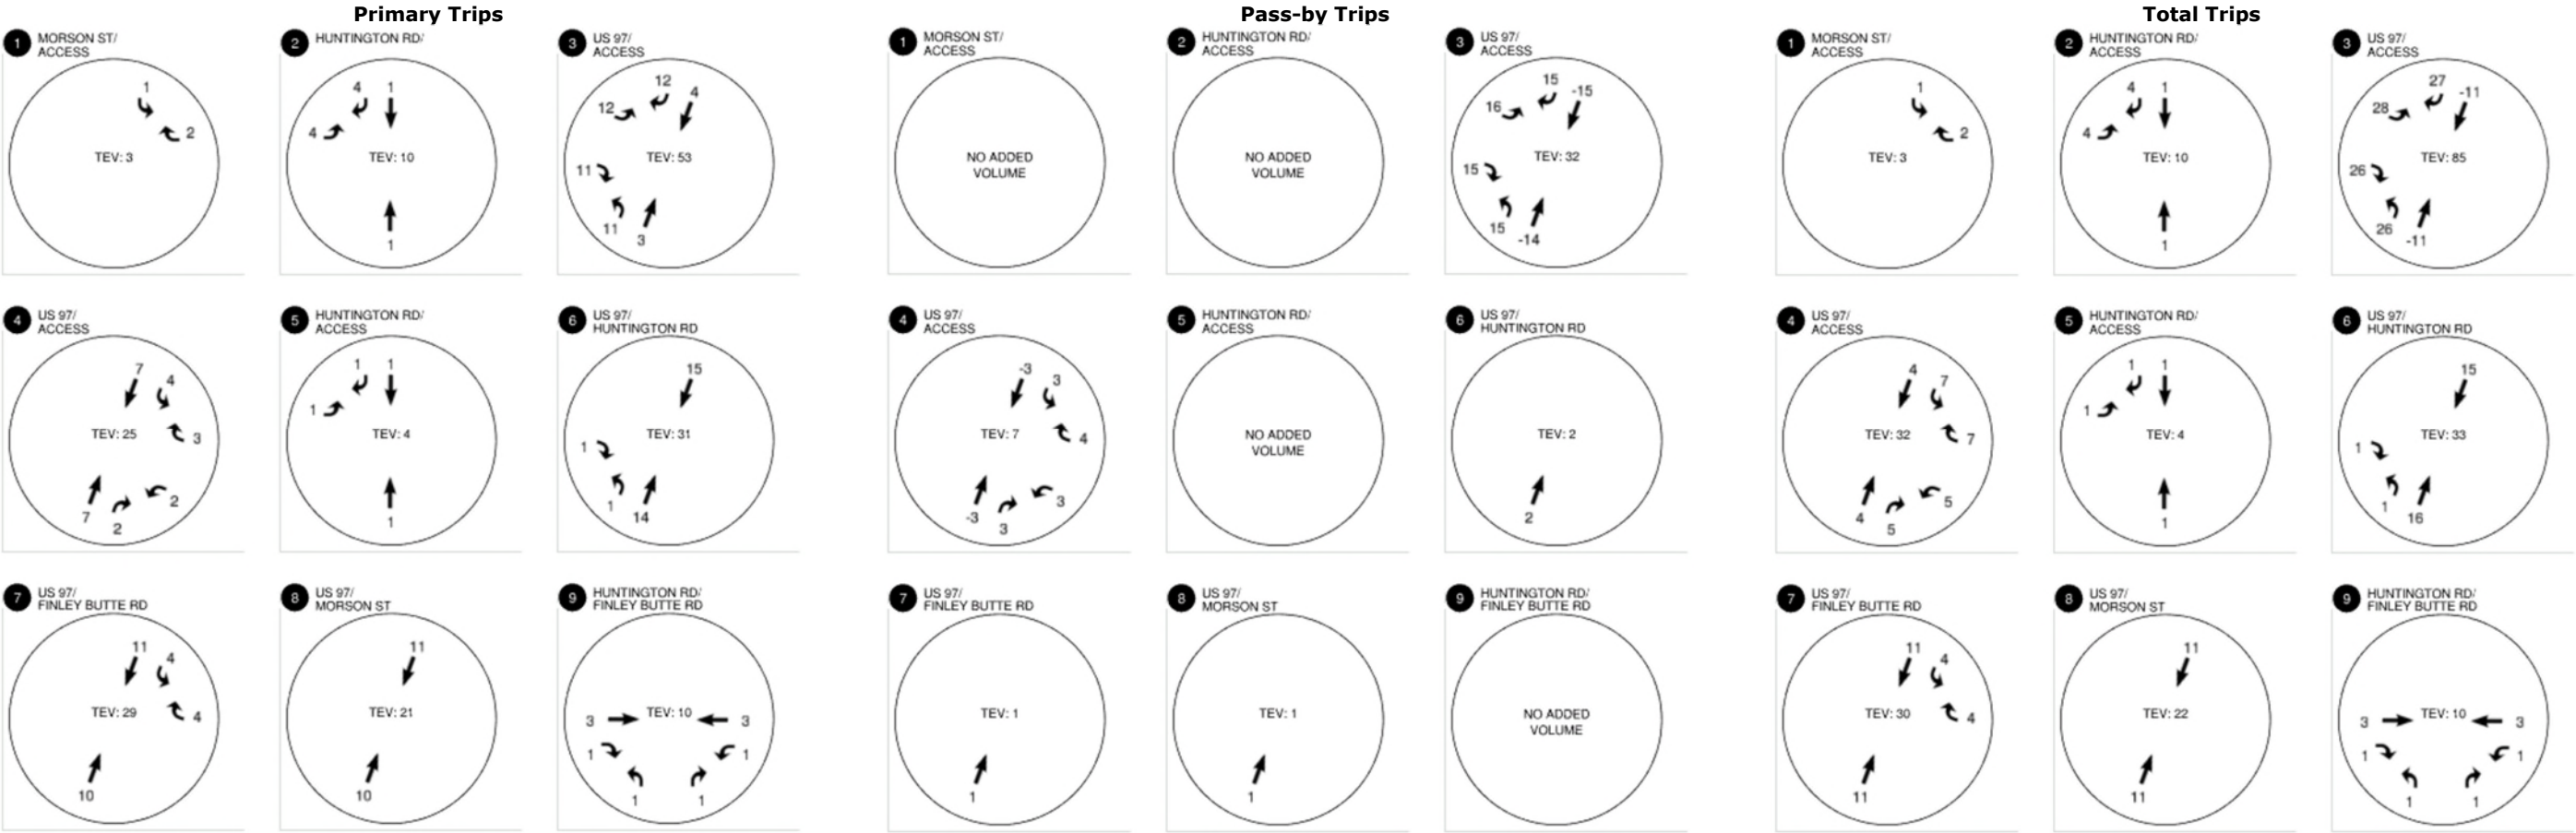 Primary Trips
1
MORSON ST/
ACCESS
1
2
TEV: 3
2
HUNTINGTON RD/
4
1
4
TEV: 10
1
3
US 97/
ACCESS
12
4
12
TEV: 53
11
11
3
4
US 97/
ACCESS
7
4
TEV: 25
3
2
7
2
5
HUNTINGTON RD/
ACCESS
1
1
1
TEV: 4
1
6
US 97/
HUNTINGTON RD
15
TEV: 31
1
1
14
7
US 97/
FINLEY BUTTE RD
11
4
TEV: 29
4
10
8
US 97/
MORSON ST
11
TEV: 21
10
9
HUNTINGTON RD/
FINLEY BUTTE RD
3
TEV: 10
3
1
1
1
1
Pass-by Trips
1
MORSON ST/
ACCESS
NO ADDED
VOLUME
2
HUNTINGTON RD/
ACCESS
NO ADDED
VOLUME
3
US 97/
ACCESS
15
-15
16
TEV: 32
15
15
-14
4
US 97/
ACCESS
-3
3
TEV: 7
4
3
-3
3
5
HUNTINGTON RD/
ACCESS
NO ADDED
VOLUME
6
US 97/
HUNTINGTON RD
TEV: 2
2
7
US 97/
FINLEY BUTTE RD
TEV: 1
1
8
US 97/
MORSON ST
TEV: 1
1
9
HUNTINGTON RD/
FINLEY BUTTE RD
NO ADDED
VOLUME
Total Trips
1
MORSON ST/
ACCESS
1
2
TEV: 3
2
HUNTINGTON RD/
ACCESS
4
1
4
TEV: 10
1
3
US 97/
ACCESS
27
-11
28
TEV: 85
26
26
-11
4
US 97/
ACCESS
4
7
TEV: 32
7
5
4
5
5
HUNTINGTON RD/
ACCESS
1
1
1
TEV: 4
1
6
US 97/
HUNTINGTON RD
15
TEV: 33
1
1
16
7
US 97/
FINLEY BUTTE RD
11
4
TEV: 30
4
11
8
US 97/
MORSON ST
11
TEV: 22
11
9
HUNTINGTON RD/
FINLEY BUTTE RD
3
TEV: 10
3
1
1
1
1